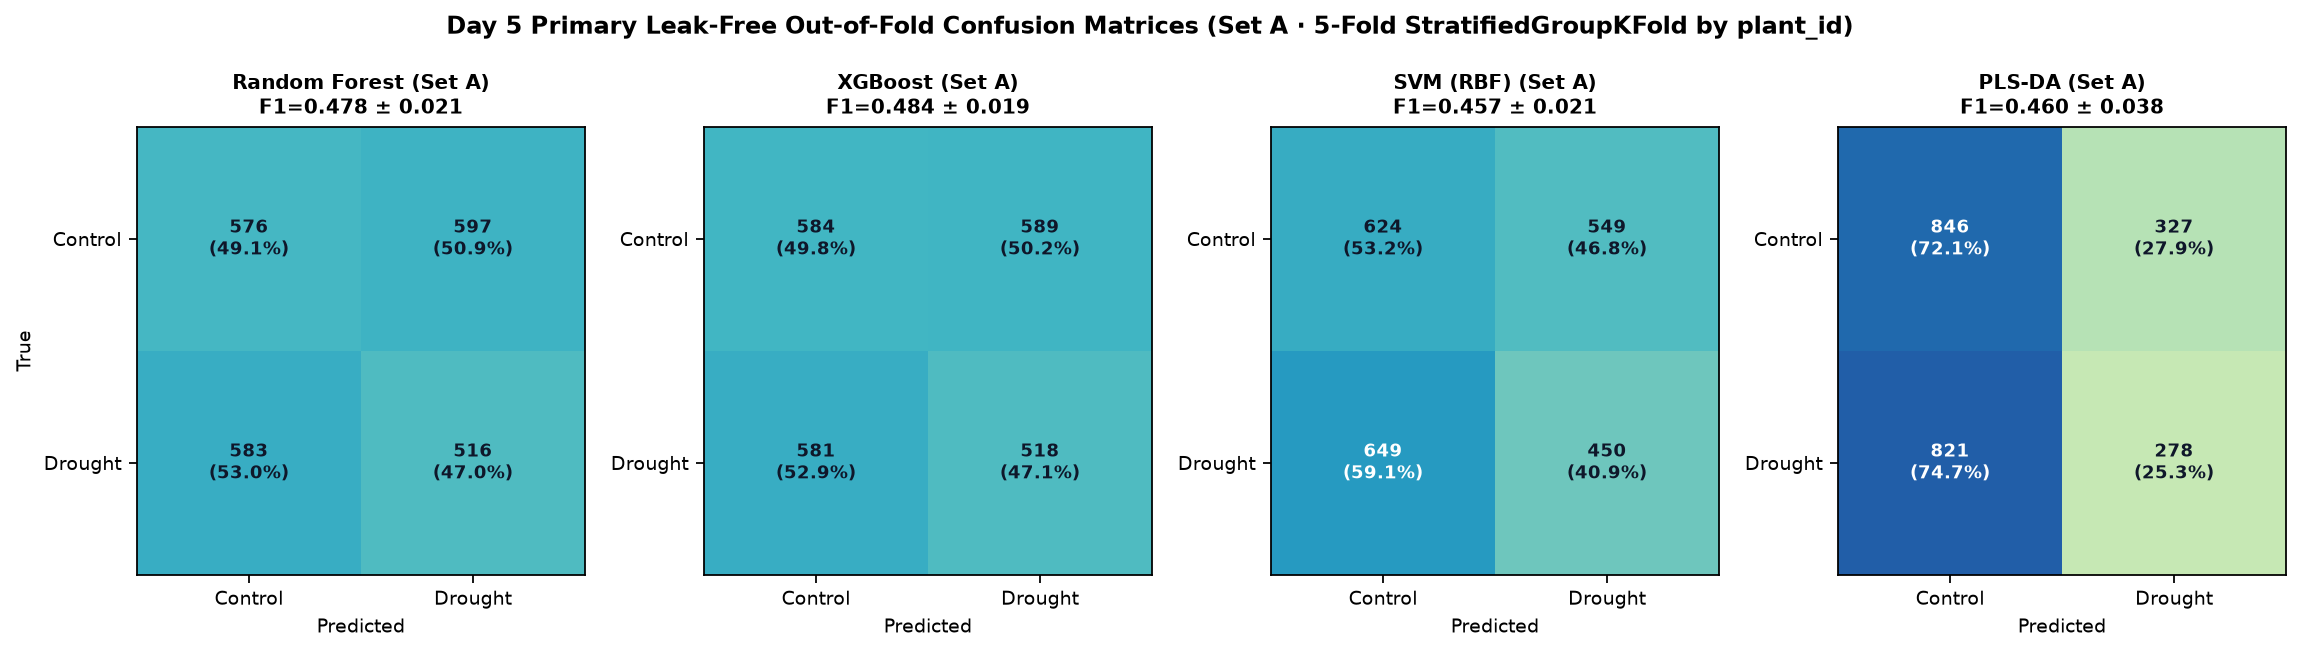 Day 5 Primary Leak-Free Out-of-Fold Confusion Matrices (Set A · 5-Fold StratifiedGroupKFold by plant_id)
Random Forest (Set A)
F1=0.478 ± 0.021
True
Control
Drought
576
(49.1%)
597
(50.9%)
583
(53.0%)
516
(47.0%)
Control
Drought
Predicted
XGBoost (Set A)
F1=0.484 ± 0.019
Control
Drought
584
(49.8%)
589
(50.2%)
581
(52.9%)
518
(47.1%)
Control
Drought
Predicted
SVM (RBF) (Set A)
F1=0.457 ± 0.021
Control
Drought
624
(53.2%)
549
(46.8%)
649
(59.1%)
450
(40.9%)
Control
Drought
Predicted
PLS-DA (Set A)
F1=0.460 ± 0.038
Control
Drought
846
(72.1%)
327
(27.9%)
821
(74.7%)
278
(25.3%)
Control
Drought
Predicted